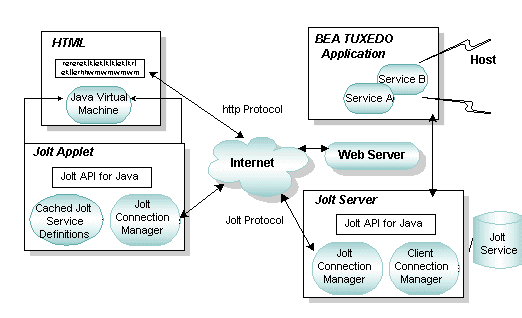 HTML
rereretltletltltletltrl
etllerhtwmwmwmwm
Java Virtual
Machine
Jolt Applet
Jolt API for Java
Cached Jolt
Service
Definitions
Jolt
Connection
Manager
http Protocol
Internet
Jolt Protocol
Web Server
BEA TUXEDO
Application
Service B
Service A
Host
Jolt Server
Jolt API for Java
Jolt
Connection
Manager
Client
Connection
Manager
Jolt
Service